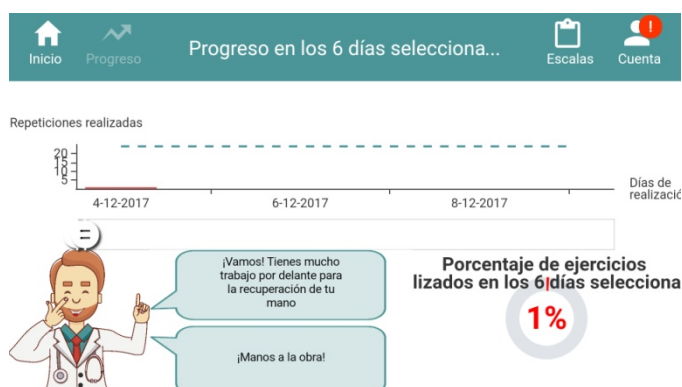 Inicio
Progreso
Progreso en los 6 días selecciona...
Escalas
!
Cuenta
Repeticiones realizadas
20
15
10
5
Días de
realizació
4-12-2017
6-12-2017
8-12-2017
¡Vamos! Tienes mucho
trabajo por delante para
la recuperación de tu
mano
¡Manos a la obra!
Porcentaje de ejercicios
lizados en los 6 días selecciona
1%